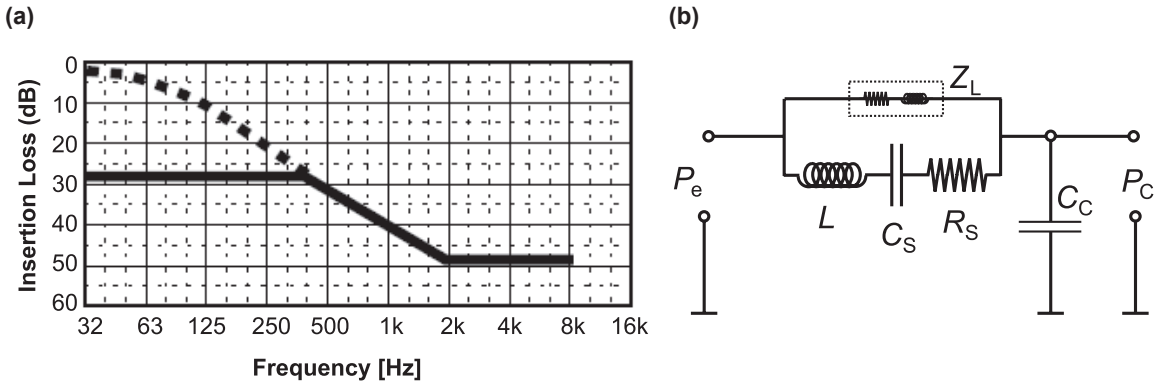 (a)
0
10
20
30
40
50
60
Insertion Loss (dB)
32 63 125 250 500 1k 2k 4k 8k 16k
Frequency [Hz]
(b)
Z_L
P_e
L
C_S
R_S
C_C
P_C